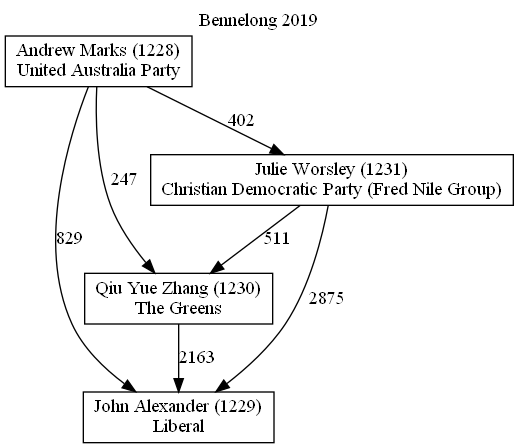 Bennelong 2019
Andrew Marks (1228)
United Australia Party
402
Julie Worsley (1231)
Christian Democratic Party (Fred Nile Group)
247
829
511
Qiu Yue Zhang (1230)
The Greens
2875
2163
John Alexander (1229)
Liberal